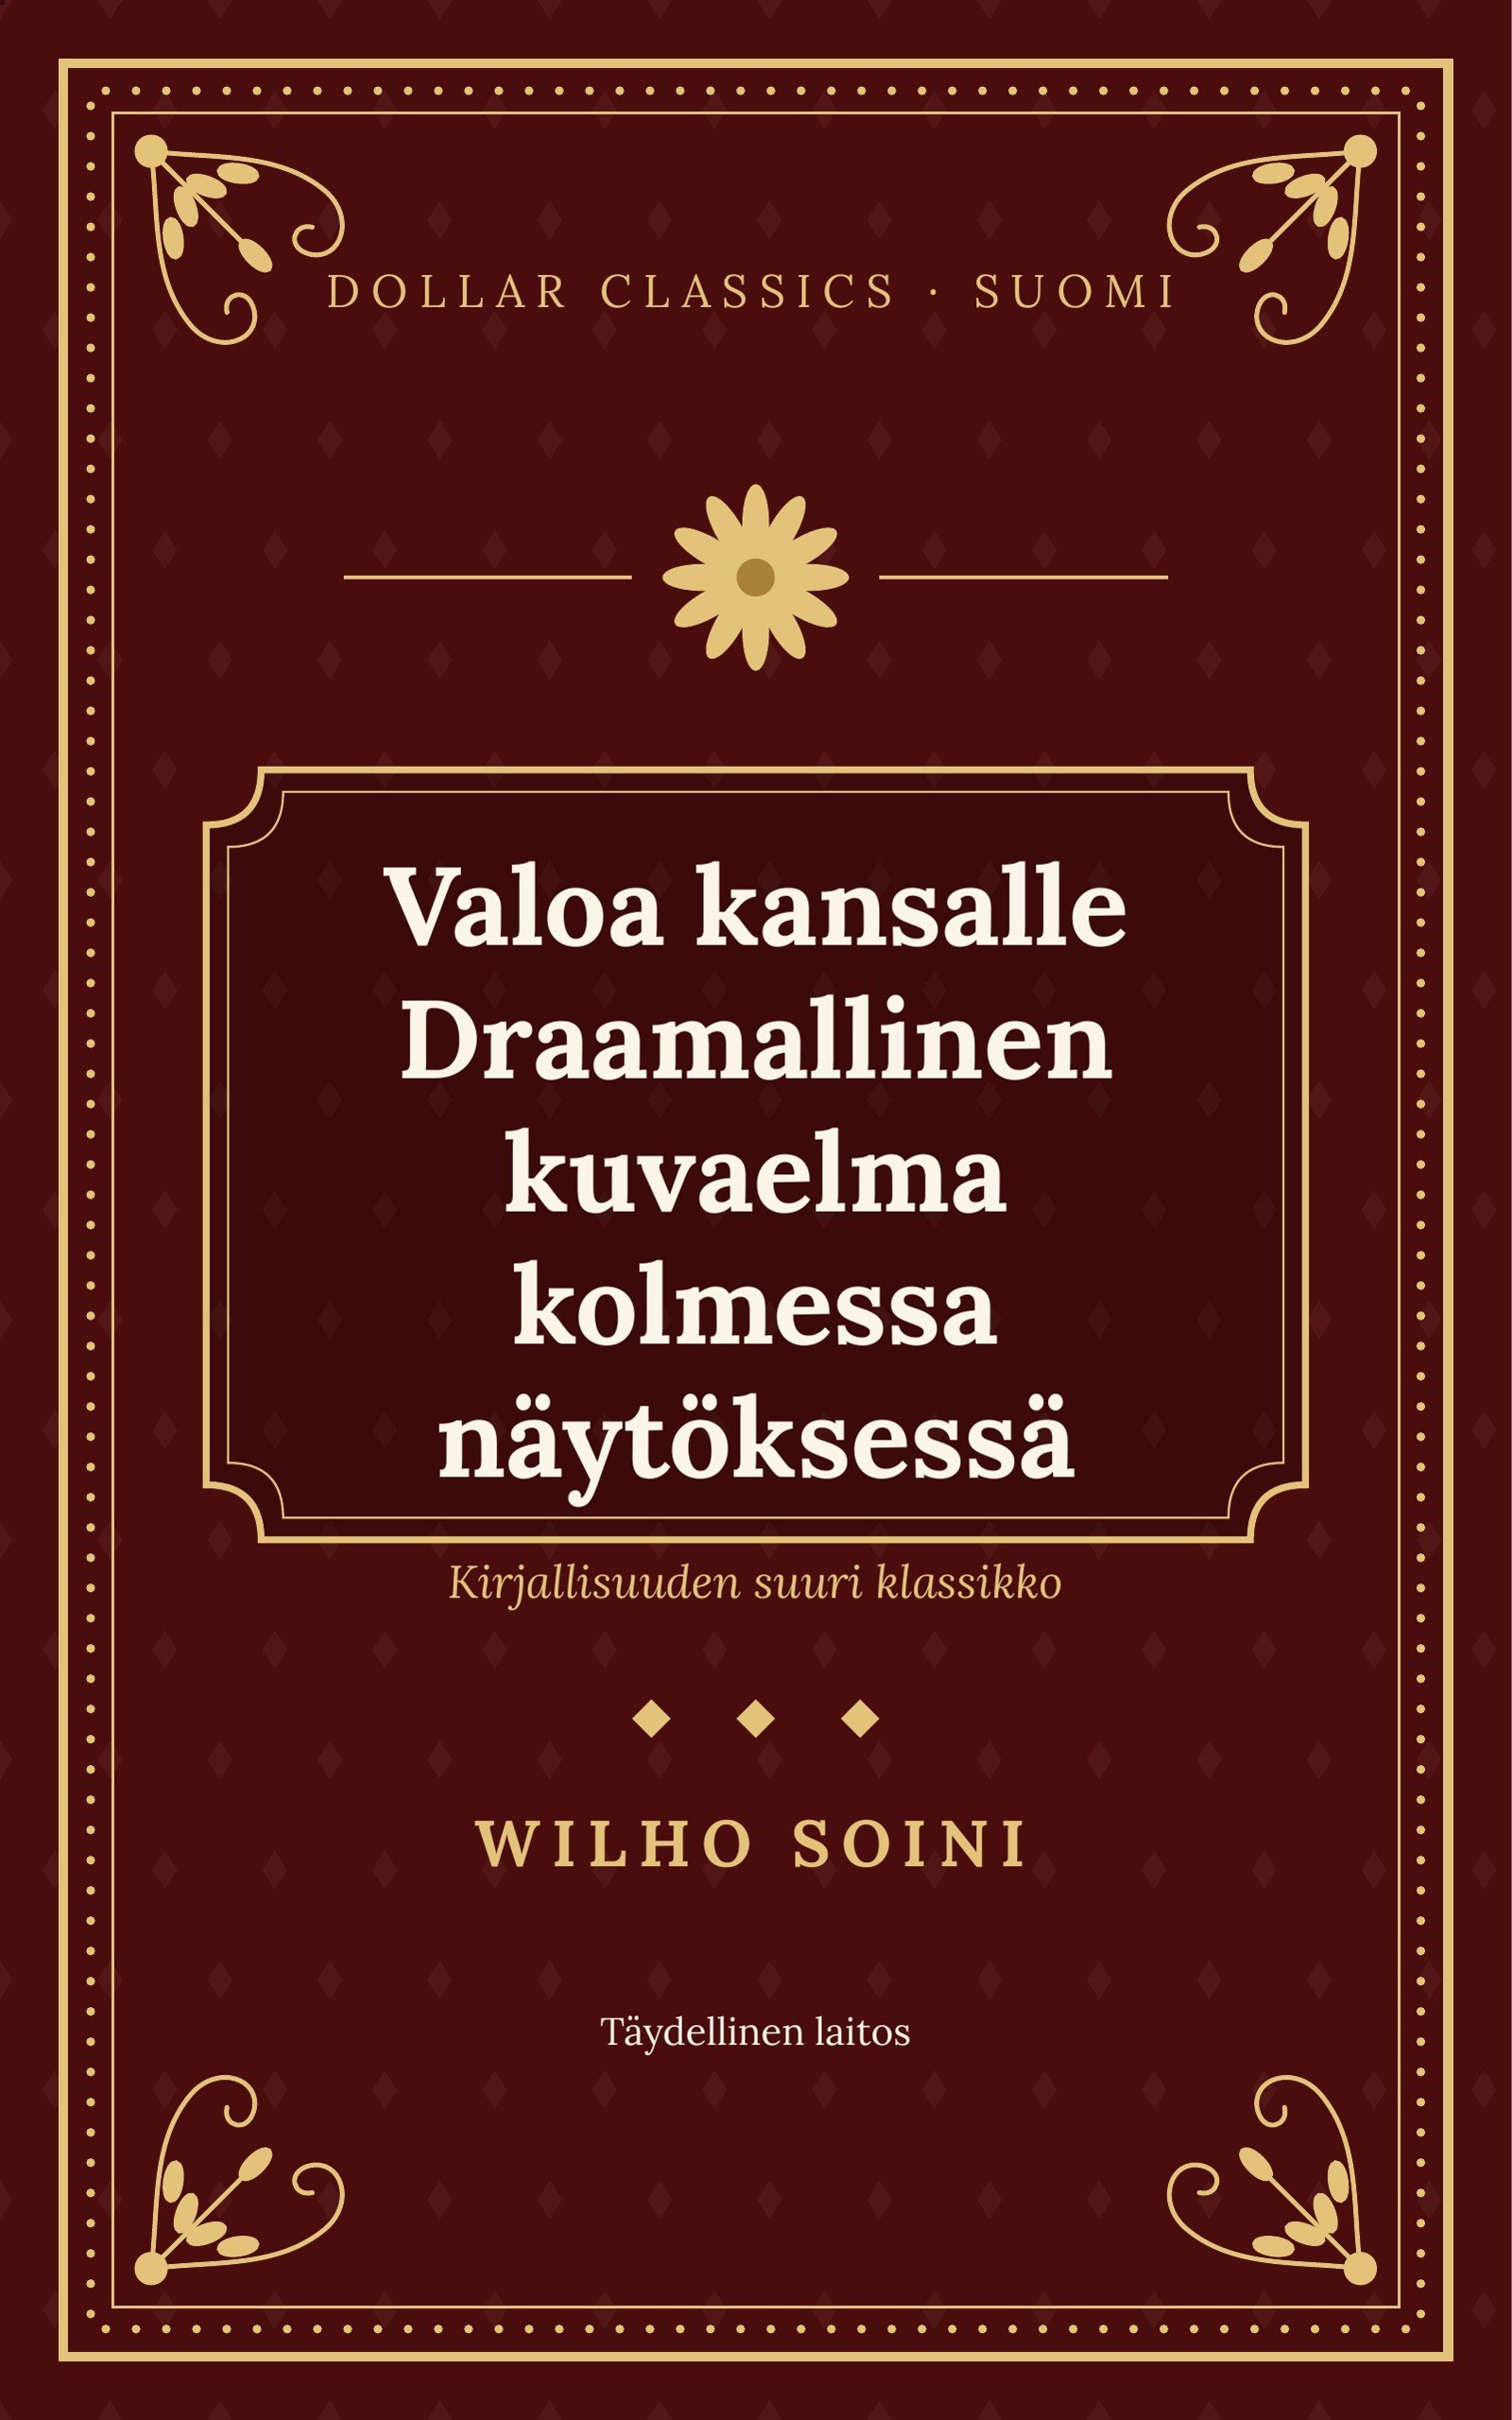 DOLLAR CLASSICS · SUOMI
Valoa kansalle
Draamallinen
kuvaelma
kolmessa
näytöksessä
Kirjallisuuden suuri klassikko
WILHO SOINI
Täydellinen laitos